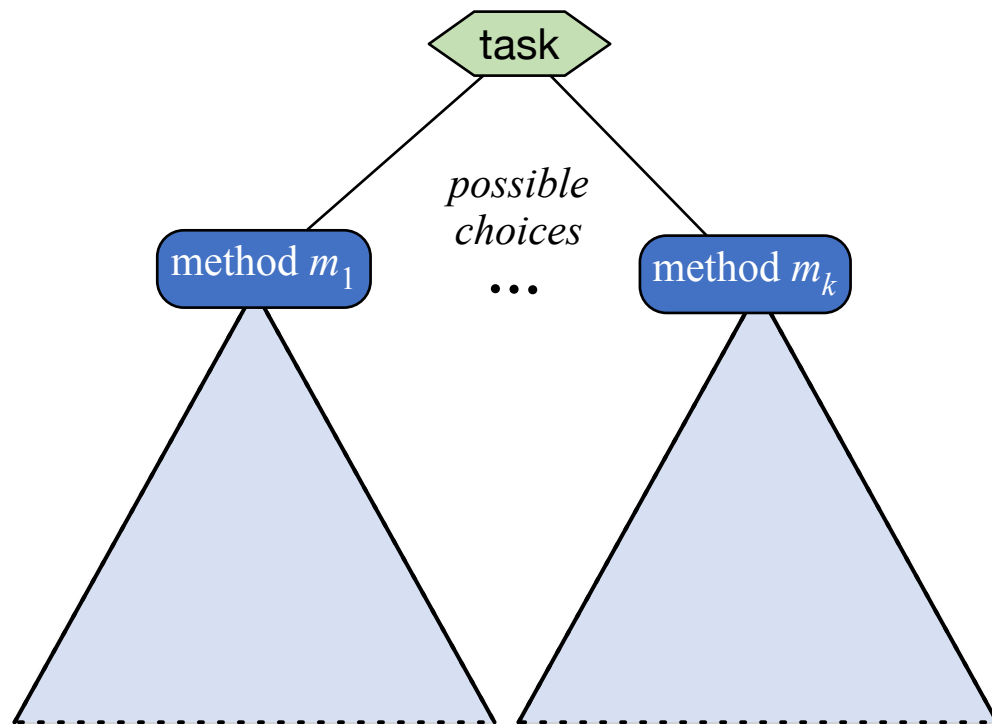 task
possible
choices
...
method m₁
method mₖ